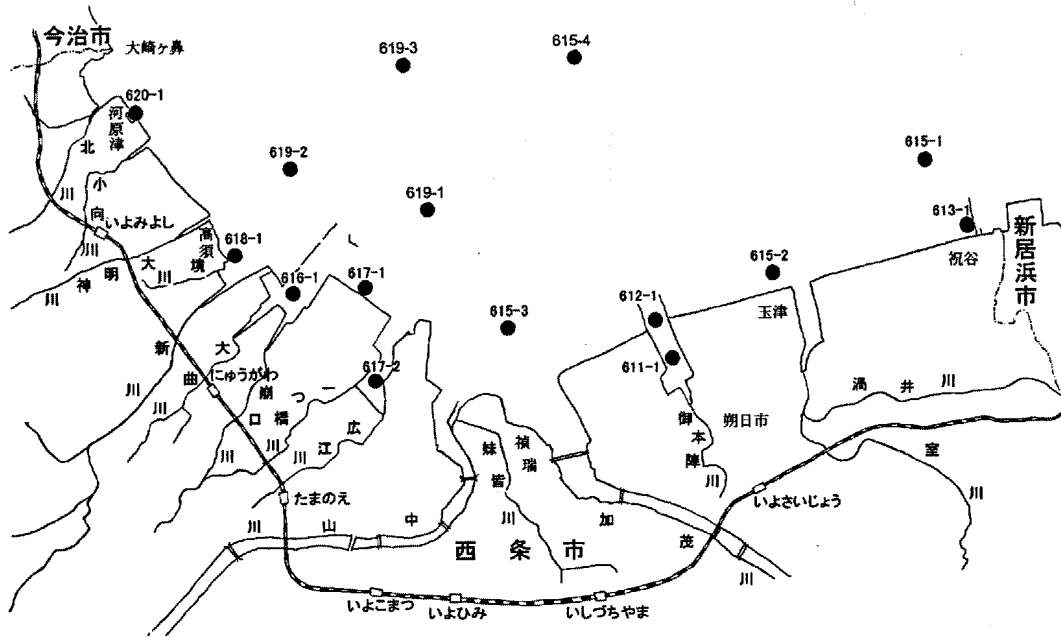 今治市
大崎ヶ鼻
619-3
615-4
620-1
河原津
北川
615-1
619-2
小向川
619-1
613-1
いよみよし
新居浜市
高須
618-1
祝谷
大川
境
神明川
616-1
617-1
615-2
612-1
玉津
615-3
新川
大曲川
にゅうがわ
617-2
611-1
渦井川
崩口川
一つ橋川
広江川
御本陣川
朔日市
妹皆川
禎瑞
室川
たまのえ
いよさいじょう
中山川
西条市
加茂川
いよこまつ
いよひみ
いしづちやま